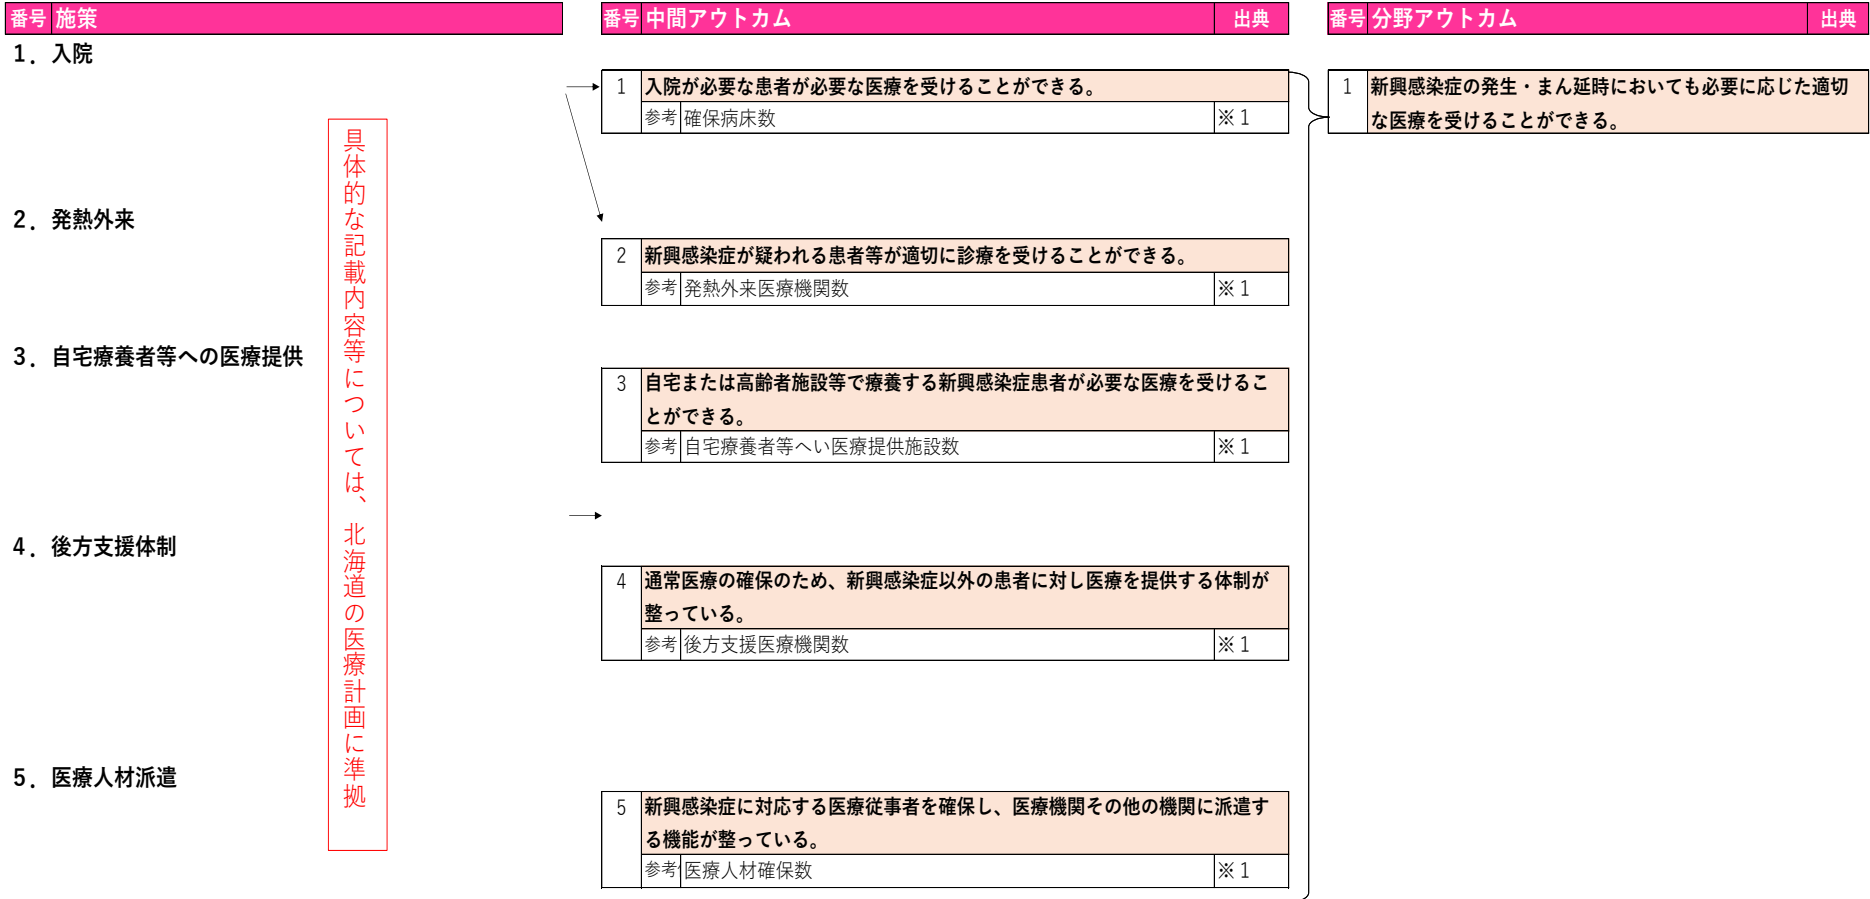 番号 施策
番号 中間アウトカム 出典
番号 分野アウトカム 出典
１．入院
1 入院が必要な患者が必要な医療を受けることができる。
参考 確保病床数 ※１
1 新興感染症の発生・まん延時においても必要に応じた適切
な医療を受けることができる。
具体的な記載内容等については、北海道の医療計画に準拠
２．発熱外来
2 新興感染症が疑われる患者等が適切に診療を受けることができる。
参考 発熱外来医療機関数 ※１
３．自宅療養者等への医療提供
3 自宅または高齢者施設等で療養する新興感染症患者が必要な医療を受けるこ
とができる。
参考 自宅療養者等へい医療提供施設数 ※１
４．後方支援体制
4 通常医療の確保のため、新興感染症以外の患者に対し医療を提供する体制が
整っている。
参考 後方支援医療機関数 ※１
５．医療人材派遣
5 新興感染症に対応する医療従事者を確保し、医療機関その他の機関に派遣す
る機能が整っている。
参考 医療人材確保数 ※１